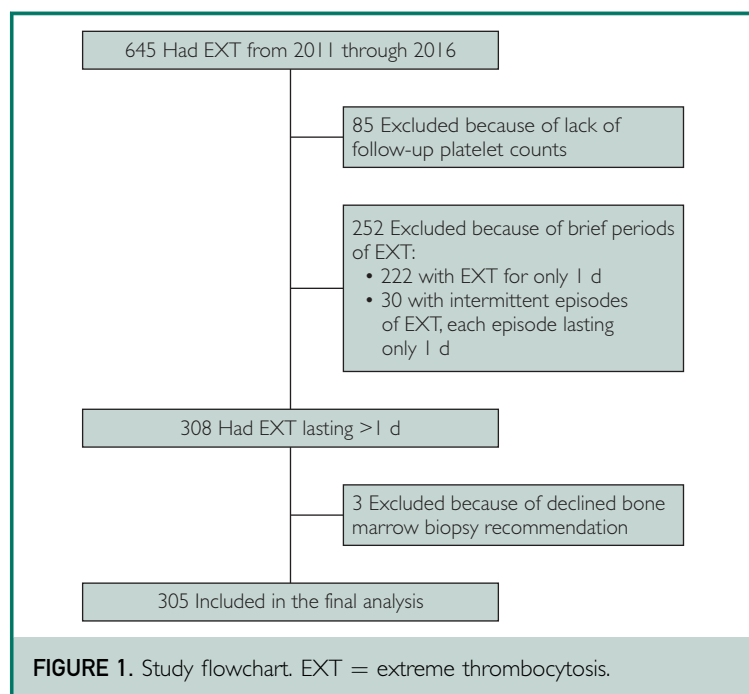 645 Had EXT from 2011 through 2016
85 Excluded because of lack of
follow-up platelet counts
252 Excluded because of brief periods
of EXT:
• 222 with EXT for only 1 d
• 30 with intermittent episodes
of EXT, each episode lasting
only 1 d
308 Had EXT lasting >1 d
3 Excluded because of declined bone
marrow biopsy recommendation
305 Included in the final analysis
FIGURE 1. Study flowchart. EXT = extreme thrombocytosis.